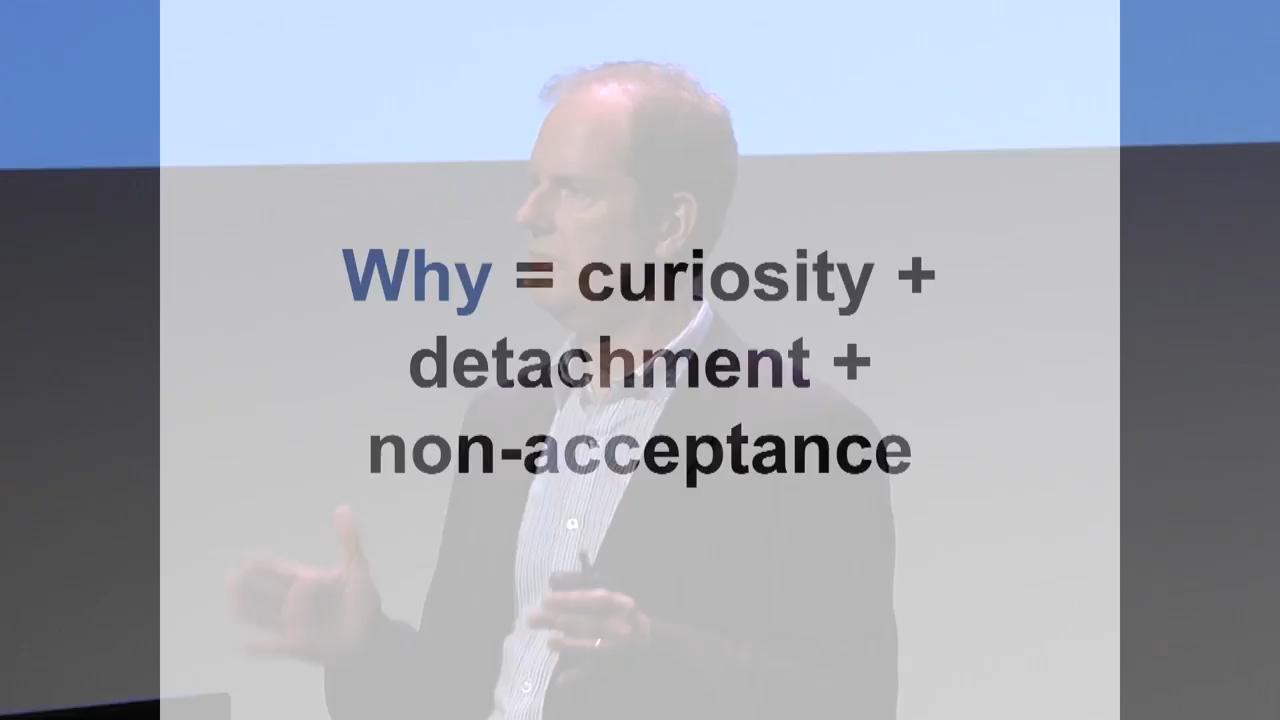 Why = curiosity +
detachment +
non-acceptance